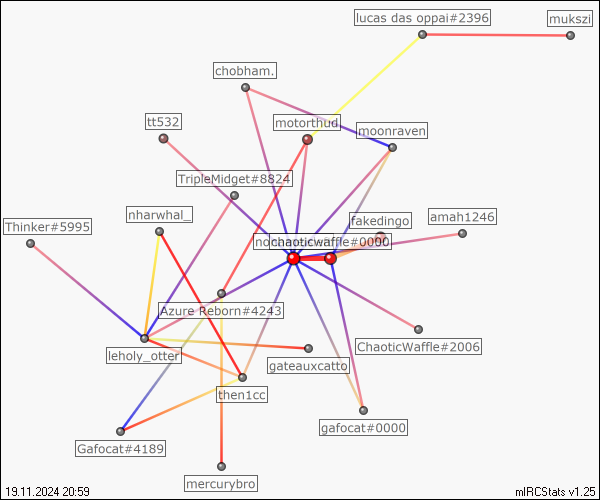 lucas das oppai#2396
mukszi
chobham.
tt532
motorthud
moonraven
TripleMidget#8824
nharwhal_
fakedingo
amah1246
Thinker#5995
chaoticwaffle#0000
Azure Reborn#4243
leholy_otter
ChaoticWaffle#2006
gateauxcatto
then1cc
gafocat#0000
Gafocat#4189
mercurybro
19.11.2024 20:59
mIRCStats v1.25